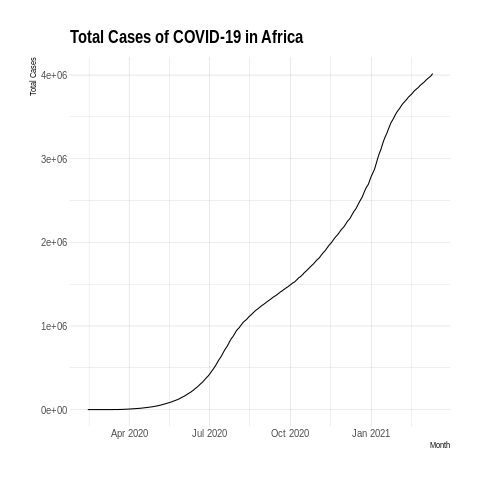 Total Cases of COVID-19 in Africa
Total Cases
4e+06
3e+06
2e+06
1e+06
0e+00
Apr 2020 Jul 2020 Oct 2020 Jan 2021
Month